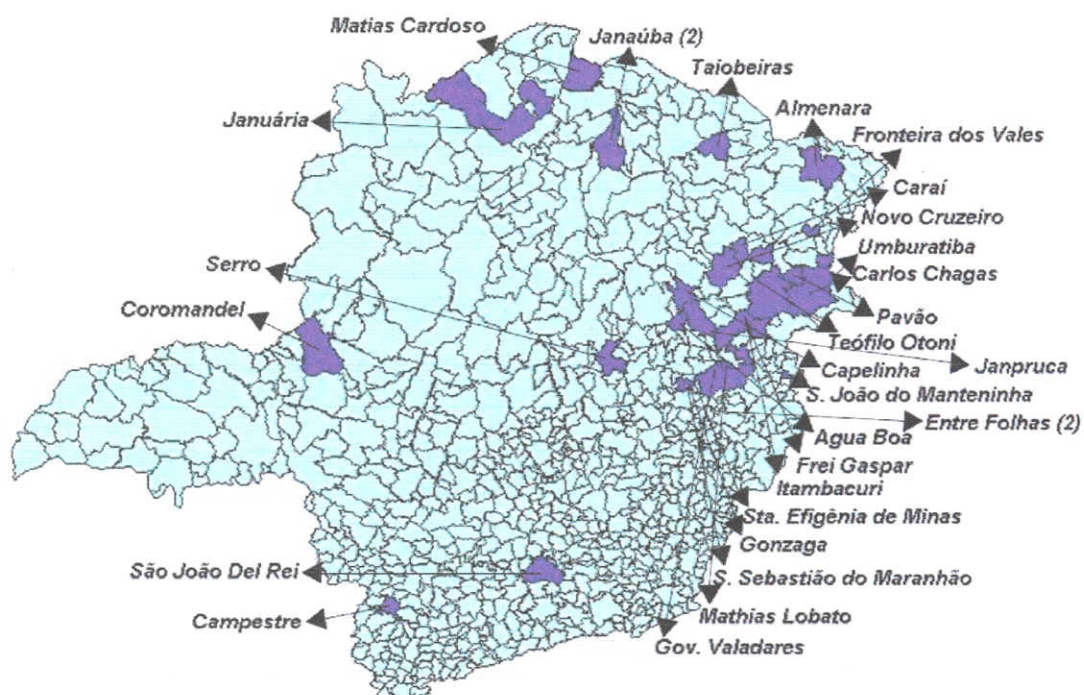 Matias Cardoso
Janaúba (2)
Taiobeiras
Almenara
Januária
Fronteira dos Vales
Caraí
Novo Cruzeiro
Umburatiba
Serro
Carlos Chagas
Coromandel
Pavão
Teófilo Otoni
Capelinha
Janpruca
S. João do Manteninha
Entre Folhas (2)
Agua Boa
Frei Gaspar
Itambacuri
Sta. Efigênia de Minas
Gonzaga
São João Del Rei
S. Sebastião do Maranhão
Mathias Lobato
Campestre
Gov. Valadares